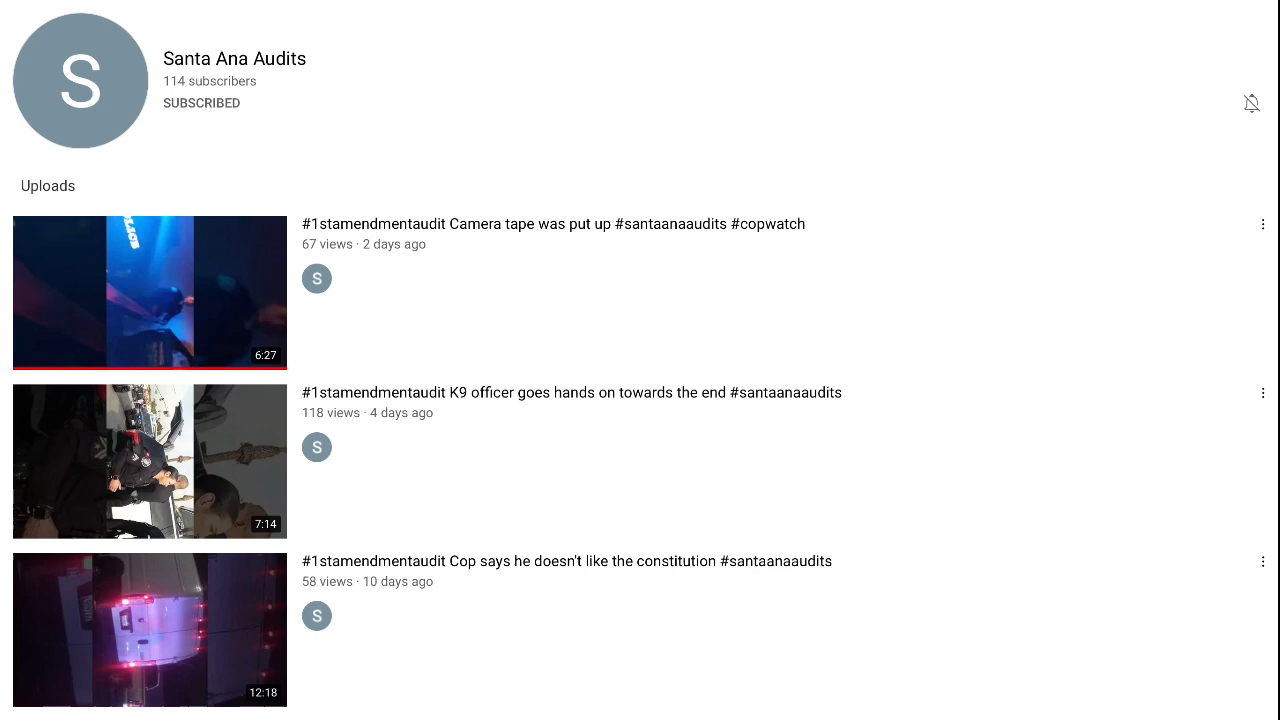 S
Santa Ana Audits
114 subscribers
SUBSCRIBED
Uploads
#1stamendmentaudit Camera tape was put up #santaanaaudits #copwatch
67 views · 2 days ago
S
6:27
#1stamendmentaudit K9 officer goes hands on towards the end #santaanaaudits
118 views · 4 days ago
S
7:14
#1stamendmentaudit Cop says he doesn't like the constitution #santaanaaudits
58 views · 10 days ago
S
12:18